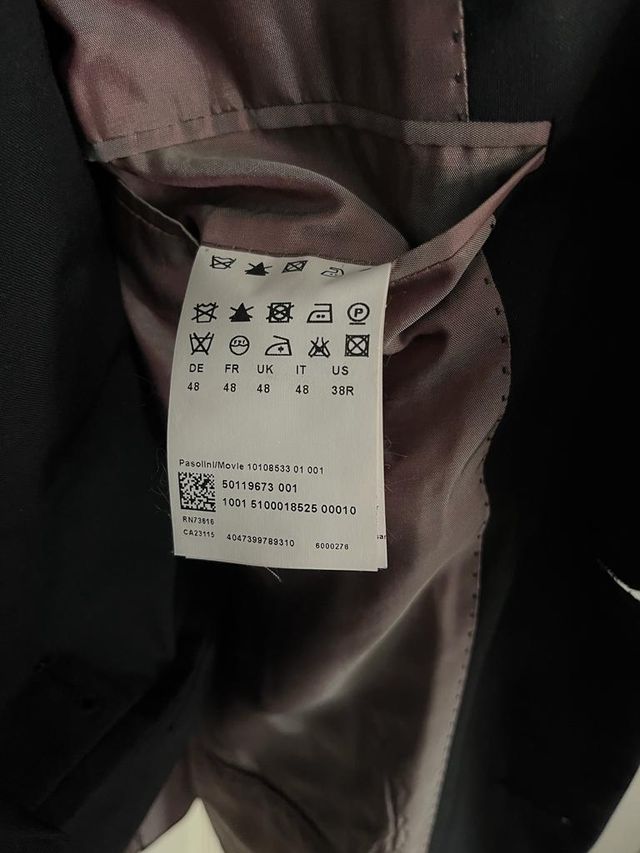 P
DE FR UK IT US
48 48 48 48 38R
Pasolini/Movie 10108533 01 001
50119673 001
1001 5100018525 00010
RN73616
CA23115 4047399789310 6000276